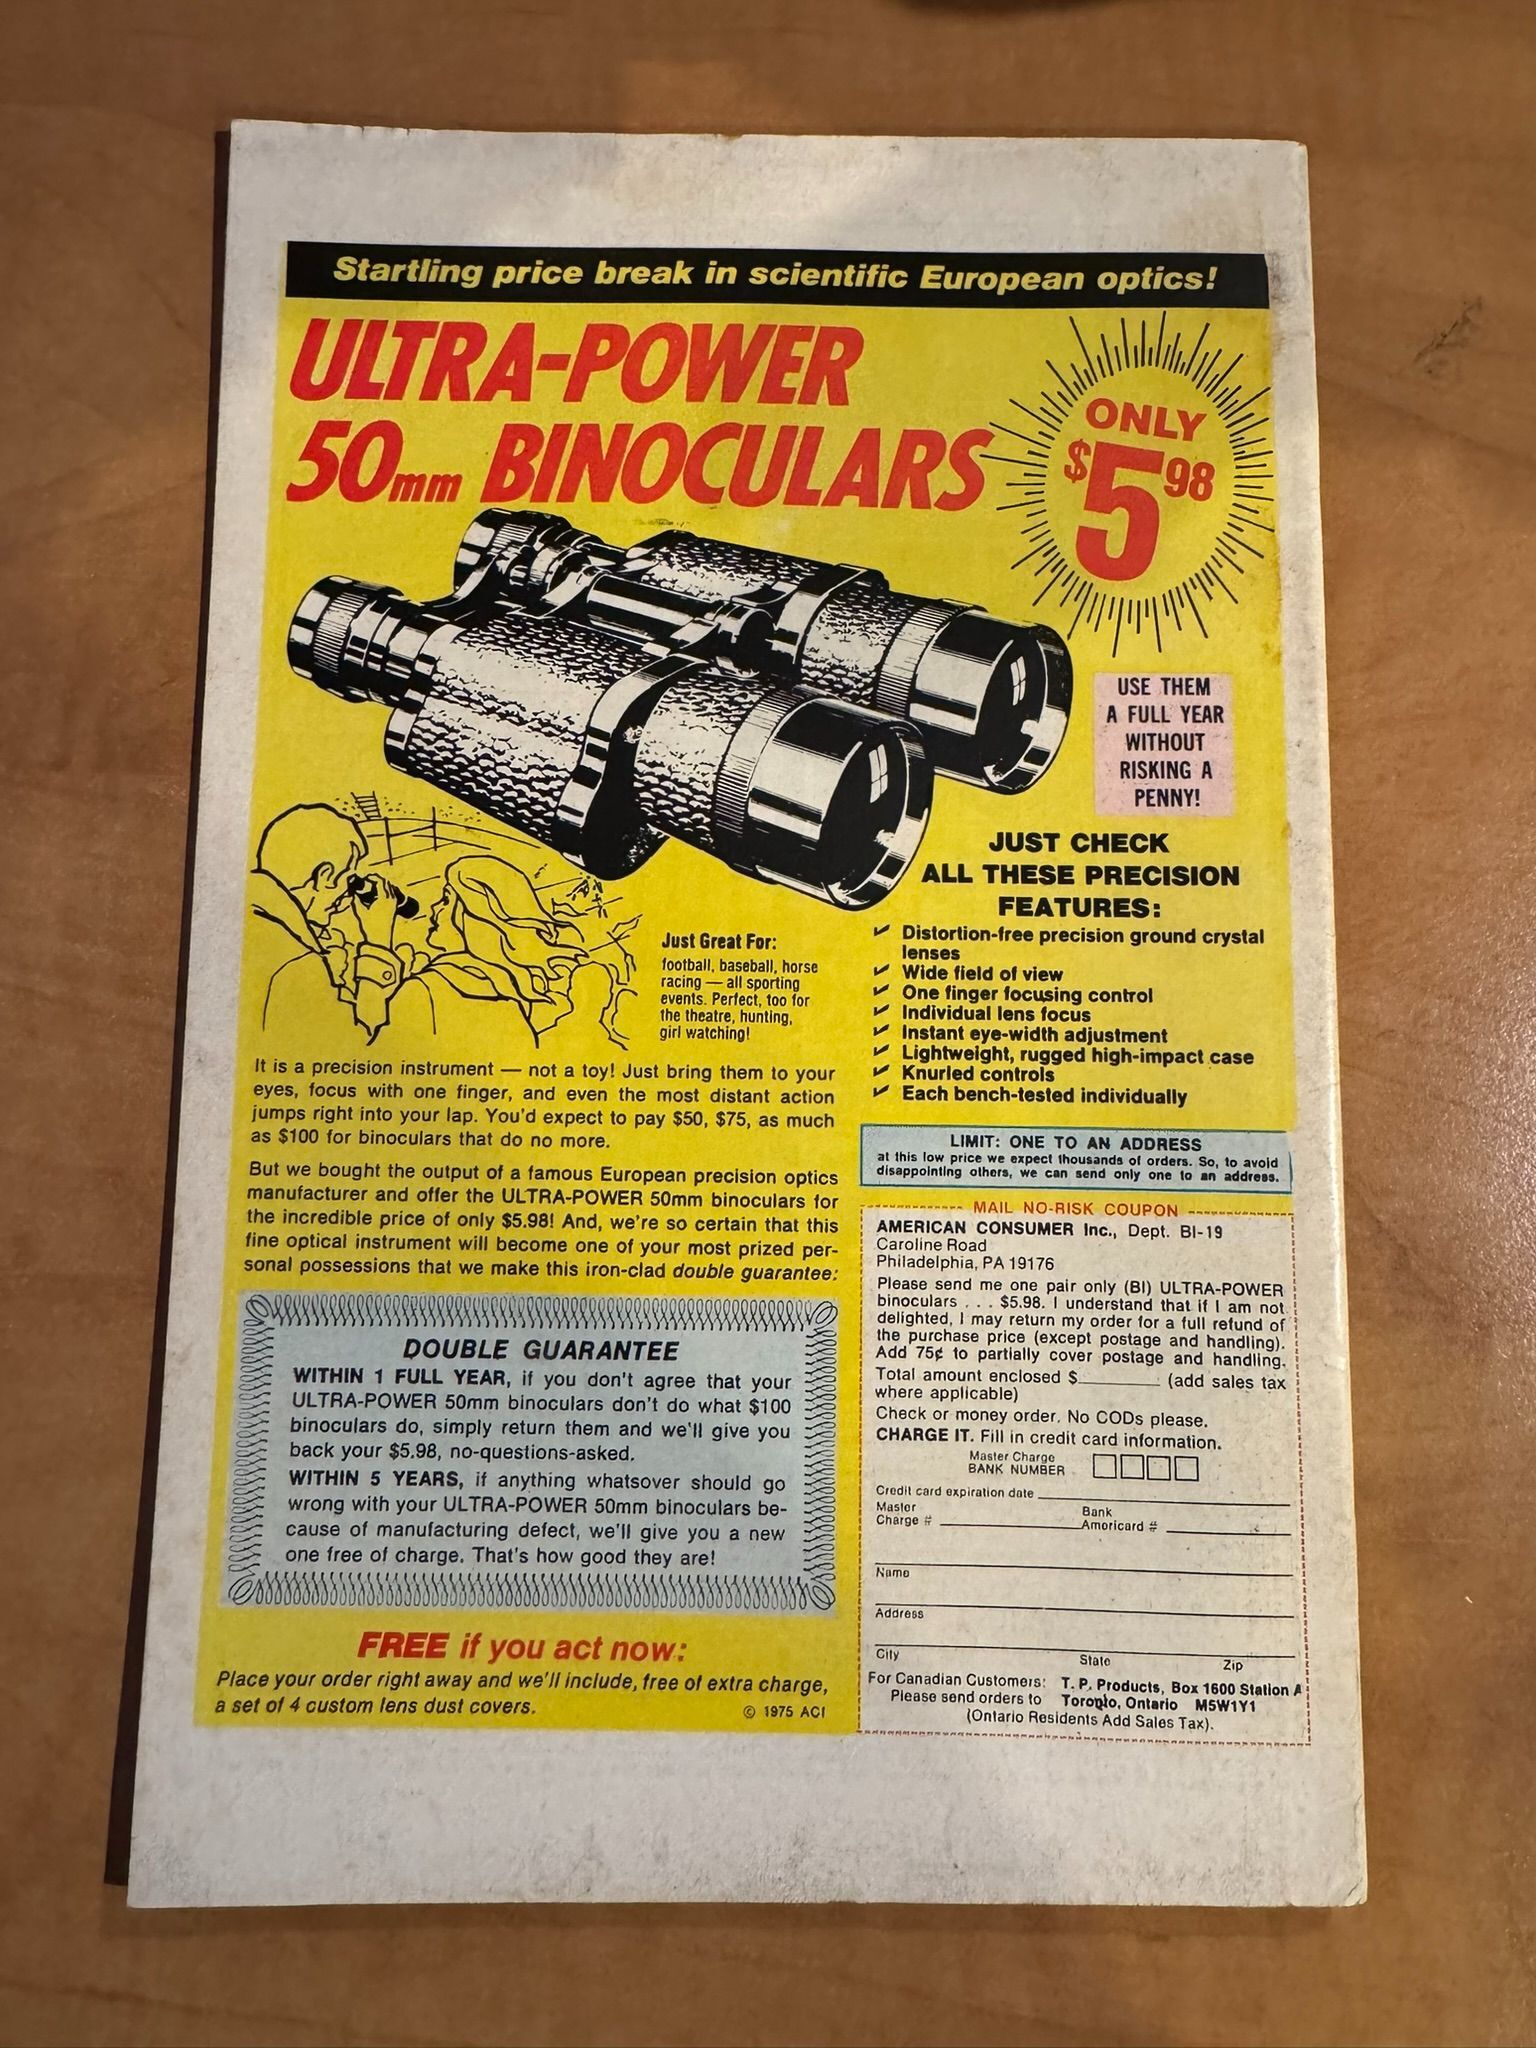 Startling price break in scientific European optics!
ULTRA-POWER
50mm BINOCULARS
ONLY
$5.98
USE THEM
A FULL YEAR
WITHOUT
RISKING A
PENNY!
JUST CHECK
ALL THESE PRECISION
FEATURES:
✓ Distortion-free precision ground crystal
lenses
✓ Wide field of view
✓ One finger focusing control
✓ Individual lens focus
✓ Instant eye-width adjustment
✓ Lightweight, rugged high-impact case
✓ Knurled controls
✓ Each bench-tested individually
Just Great For:
football, baseball, horse
racing — all sporting
events. Perfect, too for
the theatre, hunting,
girl watching!
It is a precision instrument — not a toy! Just bring them to your
eyes, focus with one finger, and even the most distant action
jumps right into your lap. You'd expect to pay $50, $75, as much
as $100 for binoculars that do no more.
But we bought the output of a famous European precision optics
manufacturer and offer the ULTRA-POWER 50mm binoculars for
the incredible price of only $5.98! And, we're so certain that this
fine optical instrument will become one of your most prized per-
sonal possessions that we make this iron-clad double guarantee:
DOUBLE GUARANTEE
WITHIN 1 FULL YEAR, if you don't agree that your
ULTRA-POWER 50mm binoculars don't do what $100
binoculars do, simply return them and we'll give you
back your $5.98, no-questions-asked.
WITHIN 5 YEARS, if anything whatsover should go
wrong with your ULTRA-POWER 50mm binoculars be-
cause of manufacturing defect, we'll give you a new
one free of charge. That's how good they are!
FREE if you act now:
Place your order right away and we'll include, free of extra charge,
a set of 4 custom lens dust covers.
© 1975 ACI
LIMIT: ONE TO AN ADDRESS
at this low price we expect thousands of orders. So, to avoid
disappointing others, we can send only one to an address.
MAIL NO-RISK COUPON
AMERICAN CONSUMER Inc., Dept. BI-19
Caroline Road
Philadelphia, PA 19176
Please send me one pair only (BI) ULTRA-POWER
binoculars . . . $5.98. I understand that if I am not
delighted, I may return my order for a full refund of
the purchase price (except postage and handling).
Add 75¢ to partially cover postage and handling.
Total amount enclosed $________ (add sales tax
where applicable)
Check or money order. No CODs please.
CHARGE IT. Fill in credit card information.
Master Charge
BANK NUMBER
Credit card expiration date
Master
Charge #
Bank
Americard #
Name
Address
City State Zip
For Canadian Customers: T. P. Products, Box 1600 Station A
Please send orders to Toronto, Ontario M5W1Y1
(Ontario Residents Add Sales Tax).